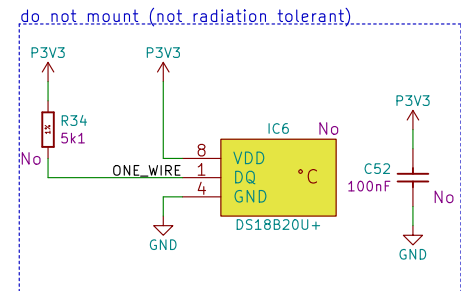 do not mount (not radiation tolerant)
P3V3
P3V3
R34
1%
5k1
No
ONE_WIRE
8
1
4
IC6
No
VDD
DQ
GND
°C
DS18B20U+
GND
P3V3
C52
100nF
No
GND